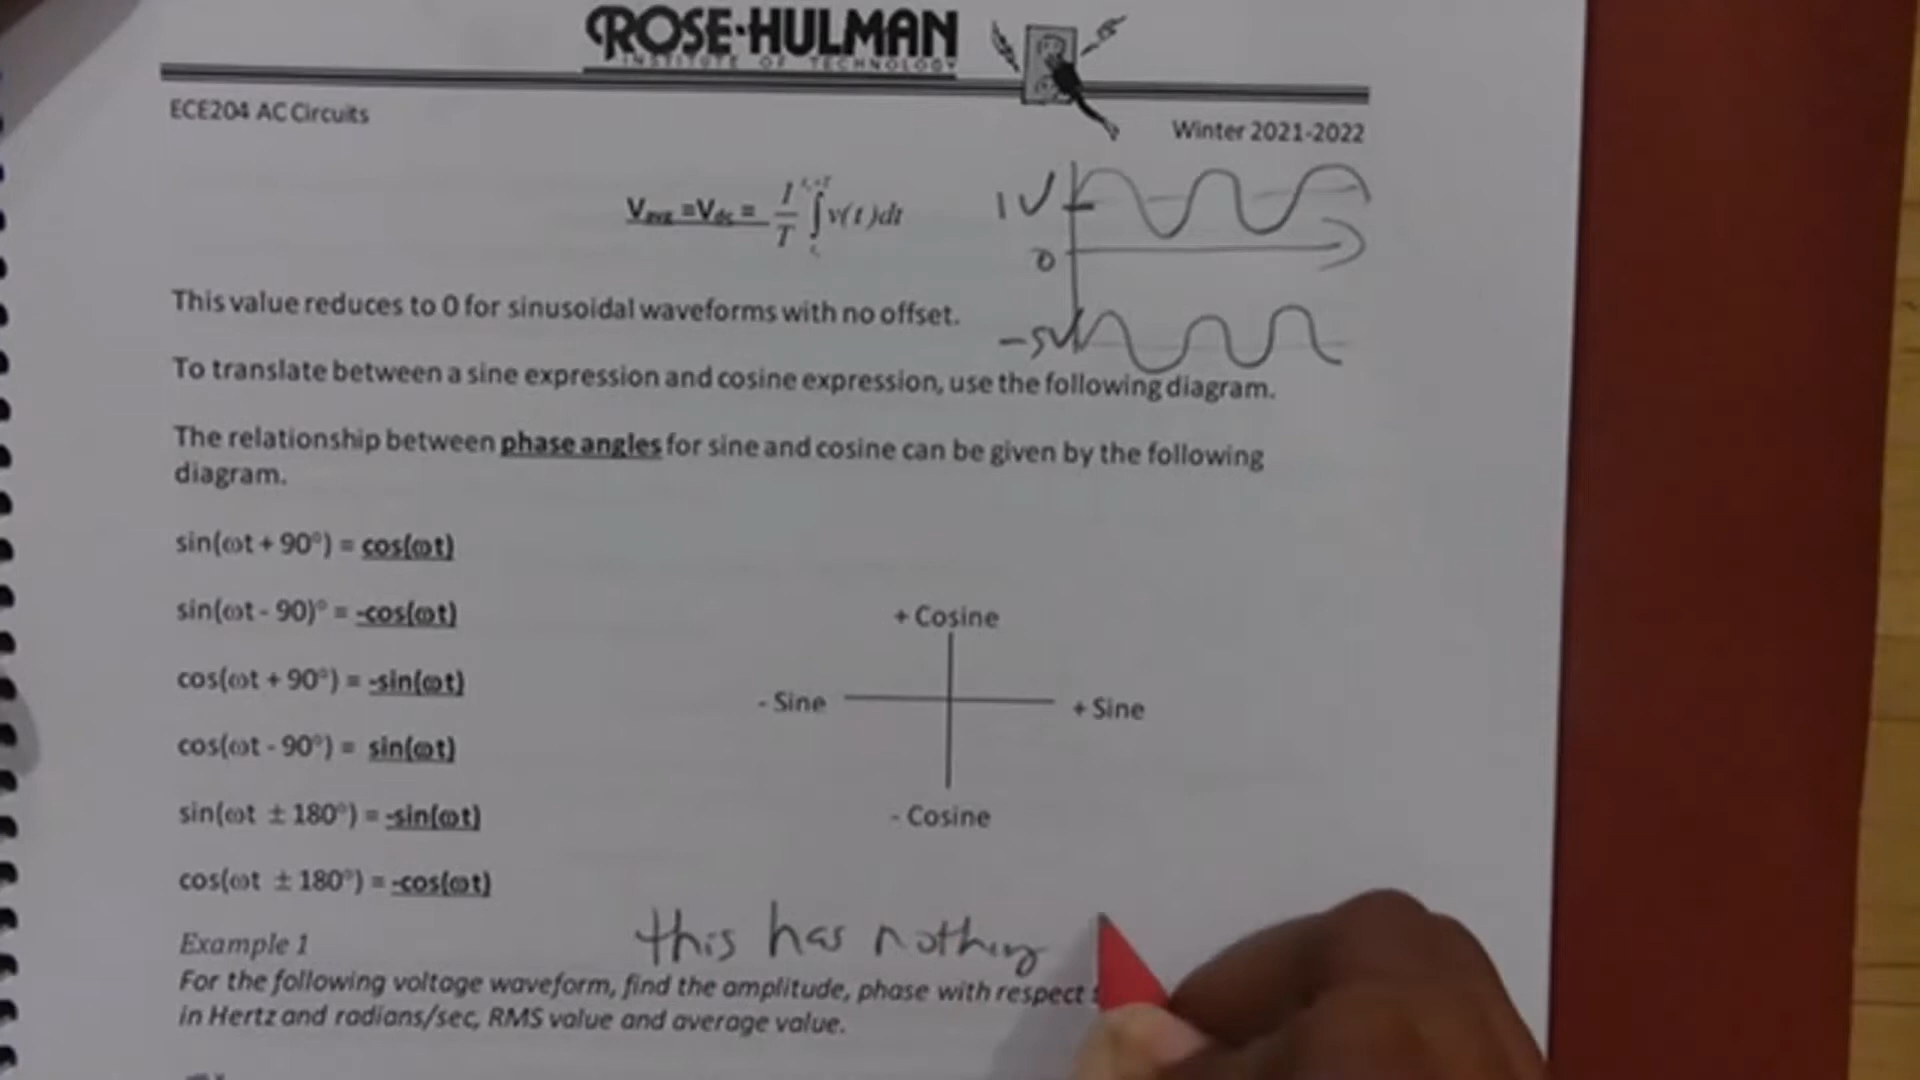 ROSE-HULMAN
INSTITUTE OF TECHNOLOGY
ECE204 AC Circuits
Winter 2021-2022
Vavg =Vdc = 1/T ∫ v(t)dt
1V
0
-5V
This value reduces to 0 for sinusoidal waveforms with no offset.
To translate between a sine expression and cosine expression, use the following diagram.
The relationship between phase angles for sine and cosine can be given by the following
diagram.
sin(ωt + 90°) = cos(ωt)
sin(ωt - 90)° = -cos(ωt)
cos(ωt + 90°) = -sin(ωt)
cos(ωt - 90°) = sin(ωt)
sin(ωt ± 180°) = -sin(ωt)
cos(ωt ± 180°) = -cos(ωt)
+ Cosine
- Sine
+ Sine
- Cosine
this has nothing
Example 1
For the following voltage waveform, find the amplitude, phase with respect
in Hertz and radians/sec, RMS value and average value.